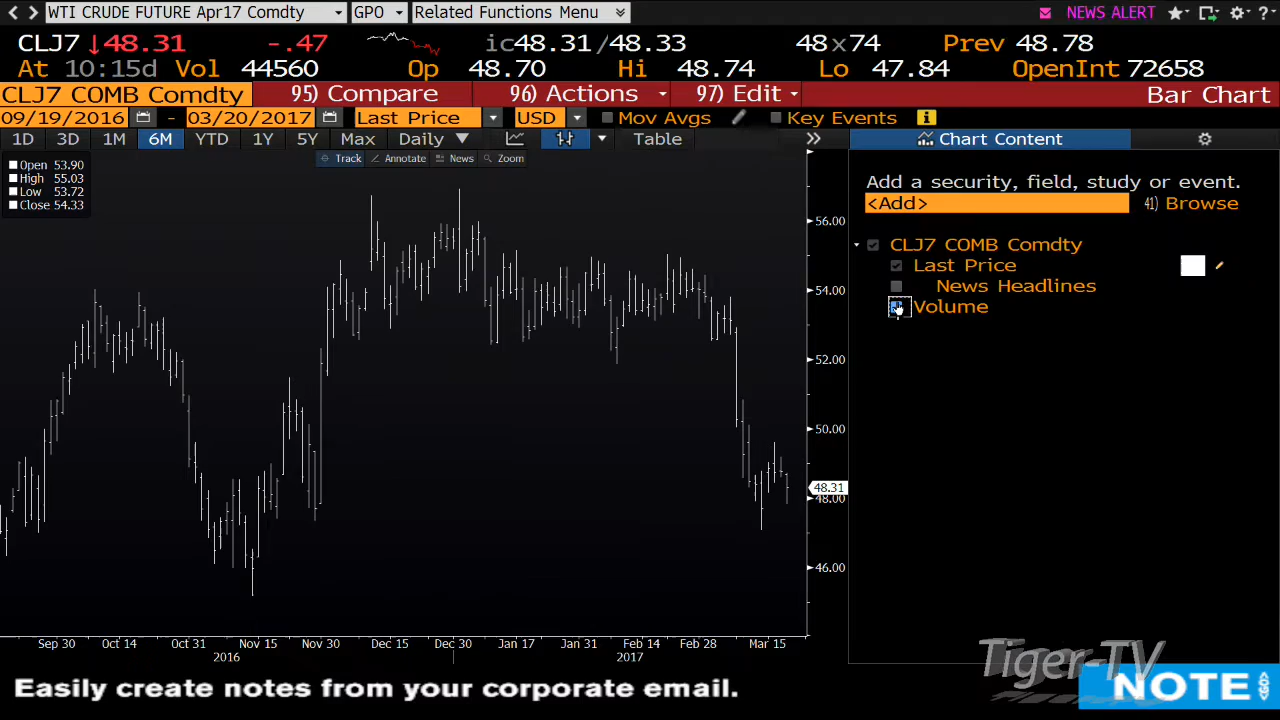 WTI CRUDE FUTURE Apr17 Comdty GPO Related Functions Menu NEWS ALERT ?
CLJ7 ↓48.31 -.47 ic48.31/48.33 48x74 Prev 48.78
At 10:15d Vol 44560 Op 48.70 Hi 48.74 Lo 47.84 OpenInt 72658
CLJ7 COMB Comdty 95) Compare 96) Actions 97) Edit Bar Chart
09/19/2016 - 03/20/2017 Last Price USD Mov Avgs Key Events i
1D 3D 1M 6M YTD 1Y 5Y Max Daily ▼ Table » Chart Content
Track Annotate News Zoom
Open 53.90
High 55.03
Low 53.72
Close 54.33
Add a security, field, study or event.
<Add> 41) Browse
CLJ7 COMB Comdty
Last Price
News Headlines
Volume
56.00
54.00
52.00
50.00
48.31
48.00
46.00
Sep 30 Oct 14 Oct 31 Nov 15 Nov 30 Dec 15 Dec 30 Jan 17 Jan 31 Feb 14 Feb 28 Mar 15
2016 2017
Tiger-TV
Easily create notes from your corporate email. NOTE